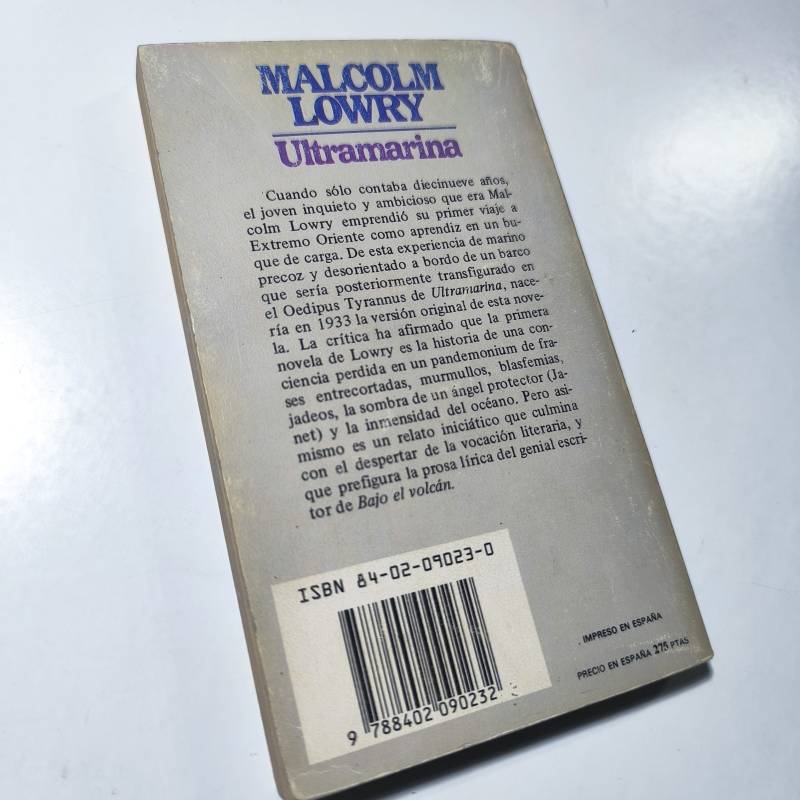 MALCOLM
LOWRY
Ultramarina
Cuando sólo contaba diecinueve años,
el joven inquieto y ambicioso que era Mal-
colm Lowry emprendió su primer viaje a
Extremo Oriente como aprendiz en un bu-
que de carga. De esta experiencia de marino
precoz y desorientado a bordo de un barco
que sería posteriormente transfigurado en
el Oedipus Tyrannus de Ultramarina, nace-
ría en 1933 la versión original de esta nove-
la. La crítica ha afirmado que la primera
novela de Lowry es la historia de una con-
ciencia perdida en un pandemonium de fra-
ses entrecortadas, murmullos, blasfemias,
jadeos, la sombra de un ángel protector (Ja-
net) y la inmensidad del océano. Pero asi-
mismo es un relato iniciático que culmina
con el despertar de la vocación literaria, y
que prefigura la prosa lírica del genial escri-
tor de Bajo el volcán.
ISBN 84-02-09023-0
9 788402 090232
IMPRESO EN ESPAÑA
PRECIO EN ESPAÑA 275 PTAS